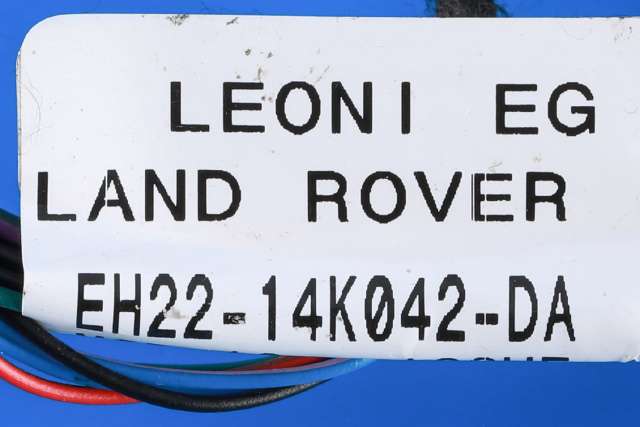 LEONI EG
LAND ROVER
EH22-14K042-DA